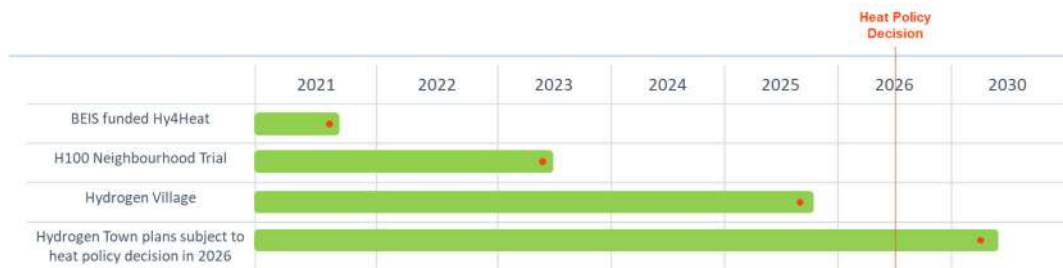 Heat Policy
Decision
2021 2022 2023 2024 2025 2026 2030
BEIS funded Hy4Heat
H100 Neighbourhood Trial
Hydrogen Village
Hydrogen Town plans subject to
heat policy decision in 2026